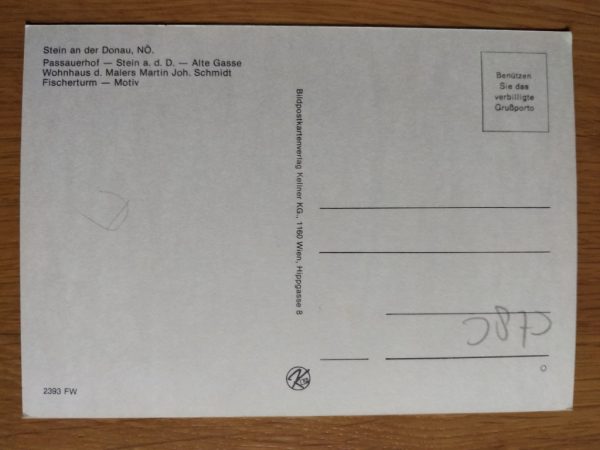 Stein an der Donau, NÖ.
Passauerhof — Stein a. d. D. — Alte Gasse
Wohnhaus d. Malers Martin Joh. Schmidt
Fischerturm — Motiv
Benützen
Sie das
verbilligte
Grußporto
Bildpostkartenverlag Kellner KG., 1160 Wien, Hippgasse 8
2393 FW